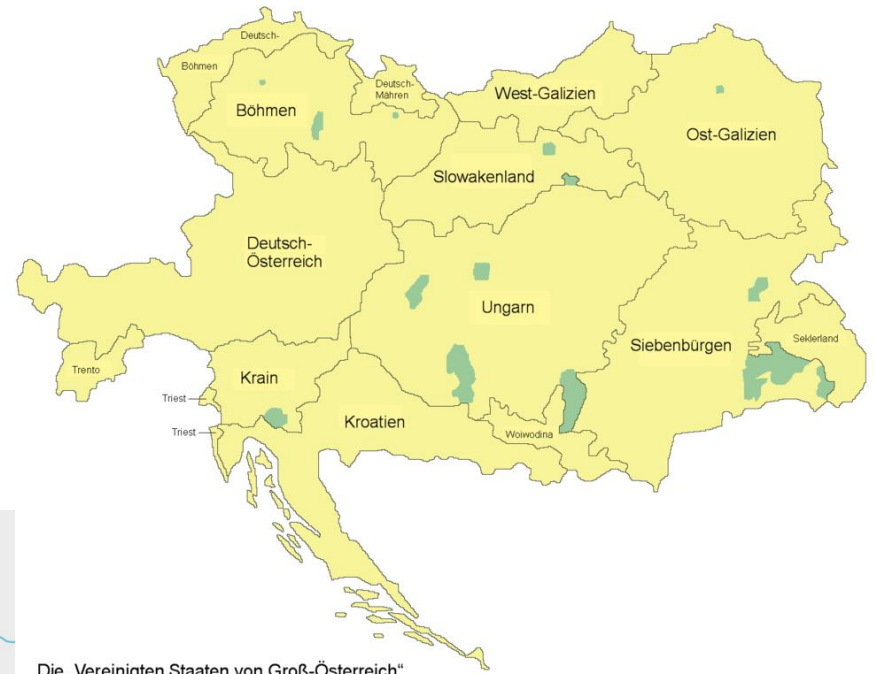 Deutsch-
Böhmen
Deutsch-
Mähren
Böhmen
West-Galizien
Ost-Galizien
Slowakenland
Deutsch-
Österreich
Ungarn
Siebenbürgen
Seklerland
Trento
Krain
Triest
Triest
Kroatien
Woiwodina
Die „Vereinigten Staaten von Groß-Österreich“